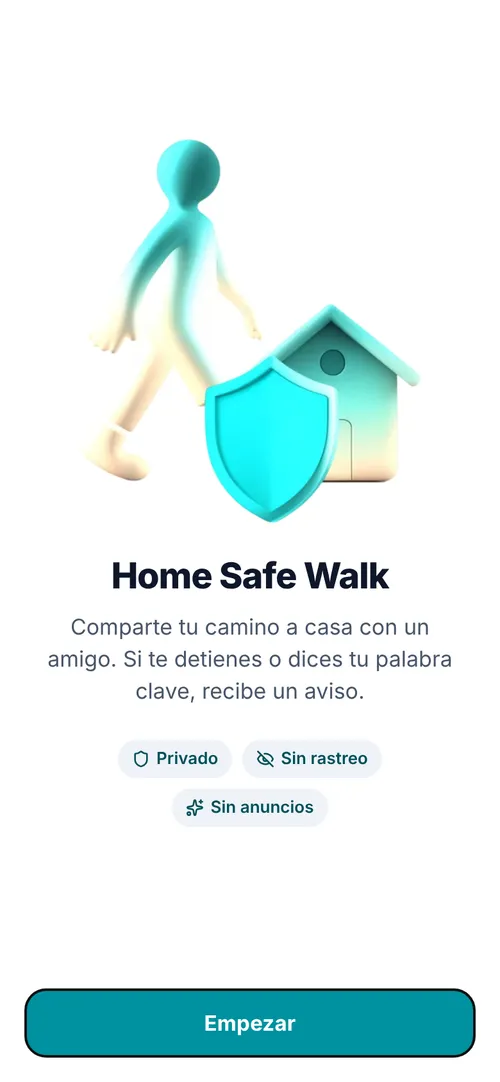 Home Safe Walk
Comparte tu camino a casa con un
amigo. Si te detienes o dices tu palabra
clave, recibe un aviso.
Privado
Sin rastreo
Sin anuncios
Empezar